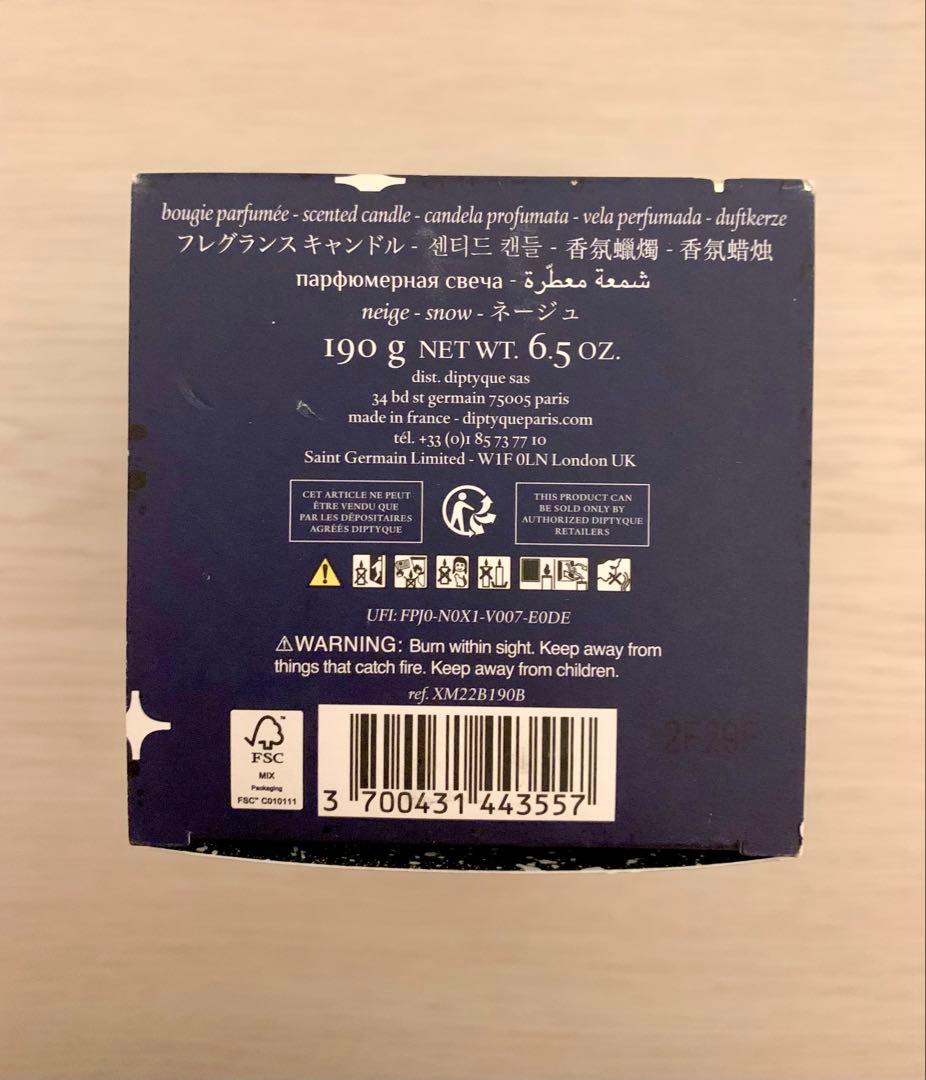 bougie parfumée - scented candle - candela profumata - vela perfumada - duftkerze
フレグランス キャンドル - 센티드 캔들 - 香氛蠟燭 - 香氛蜡烛
парфюмерная свеча - شمعة معطّرة
neige - snow - ネージュ
190 g NET WT. 6.5 OZ.
dist. diptyque sas
34 bd st germain 75005 paris
made in france - diptyqueparis.com
tél. +33 (0)1 85 73 77 10
Saint Germain Limited - W1F 0LN London UK
CET ARTICLE NE PEUT
ÊTRE VENDU QUE
PAR LES DÉPOSITAIRES
AGRÉÉS DIPTYQUE
THIS PRODUCT CAN
BE SOLD ONLY BY
AUTHORIZED DIPTYQUE
RETAILERS
UFI: FPJ0-N0X1-V007-E0DE
⚠WARNING: Burn within sight. Keep away from
things that catch fire. Keep away from children.
ref. XM22B190B
FSC™
MIX
Packaging
FSC™ C010111
3 700431 443557
2F29F